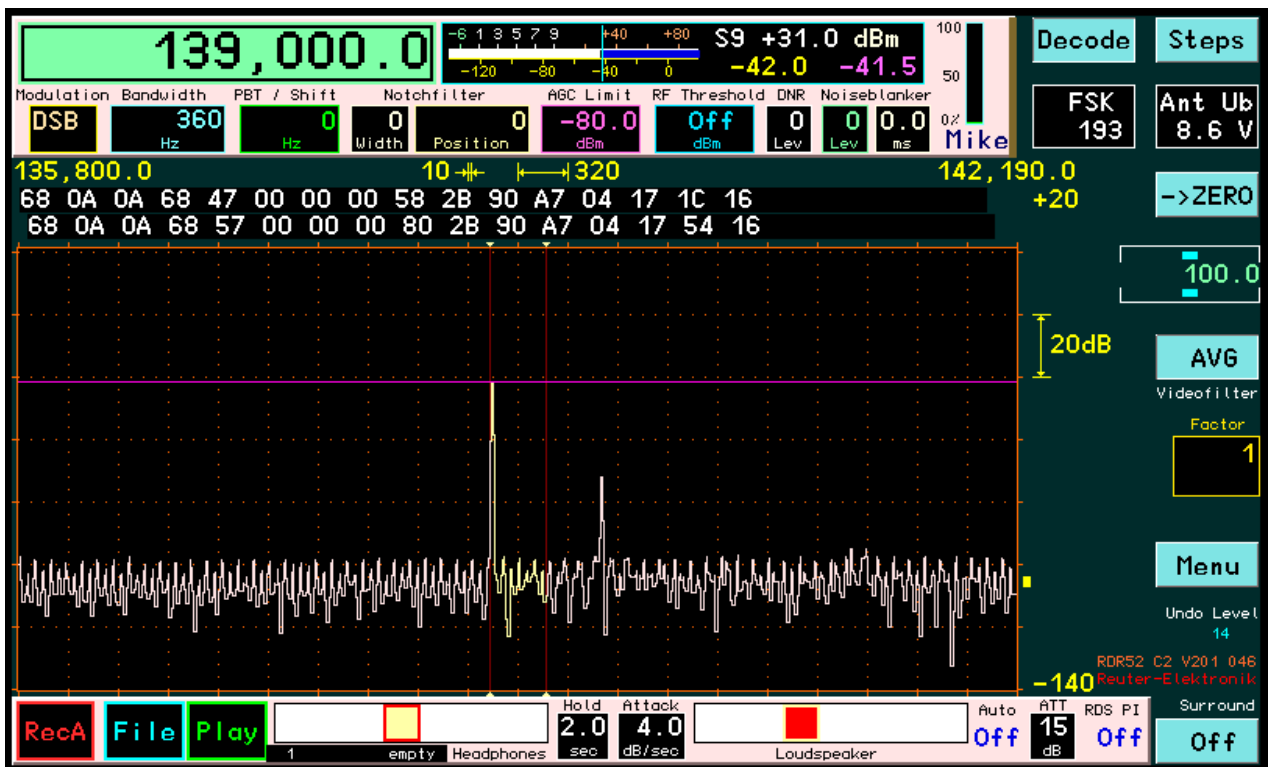 139,000.0
-6 1 3 5 7 9 +40 +80
-120 -80 -40 0
S9 +31.0 dBm
-42.0 -41.5
100
50
0%
Mike
Decode
Steps
Modulation Bandwidth PBT / Shift Notchfilter AGC Limit RF Threshold DNR Noiseblanker
DSB
360
Hz
0
Hz
0
Width
0
Position
-80.0
dBm
Off
dBm
0
Lev
0
Lev
0.0
ms
FSK
193
Ant Ub
8.6 V
135,800.0 10 320 142,190.0
68 0A 0A 68 47 00 00 00 58 2B 90 A7 04 17 1C 16
68 0A 0A 68 57 00 00 00 80 2B 90 A7 04 17 54 16
+20
->ZERO
100.0
20dB
AVG
Videofilter
Factor
1
Menu
Undo Level
14
RDR52 C2 V201 046
Reuter-Elektronik
-140
RecA
File
Play
1 empty Headphones
Hold
2.0
sec
Attack
4.0
dB/sec
Loudspeaker
Auto
Off
ATT
15
dB
RDS PI
Off
Surround
Off